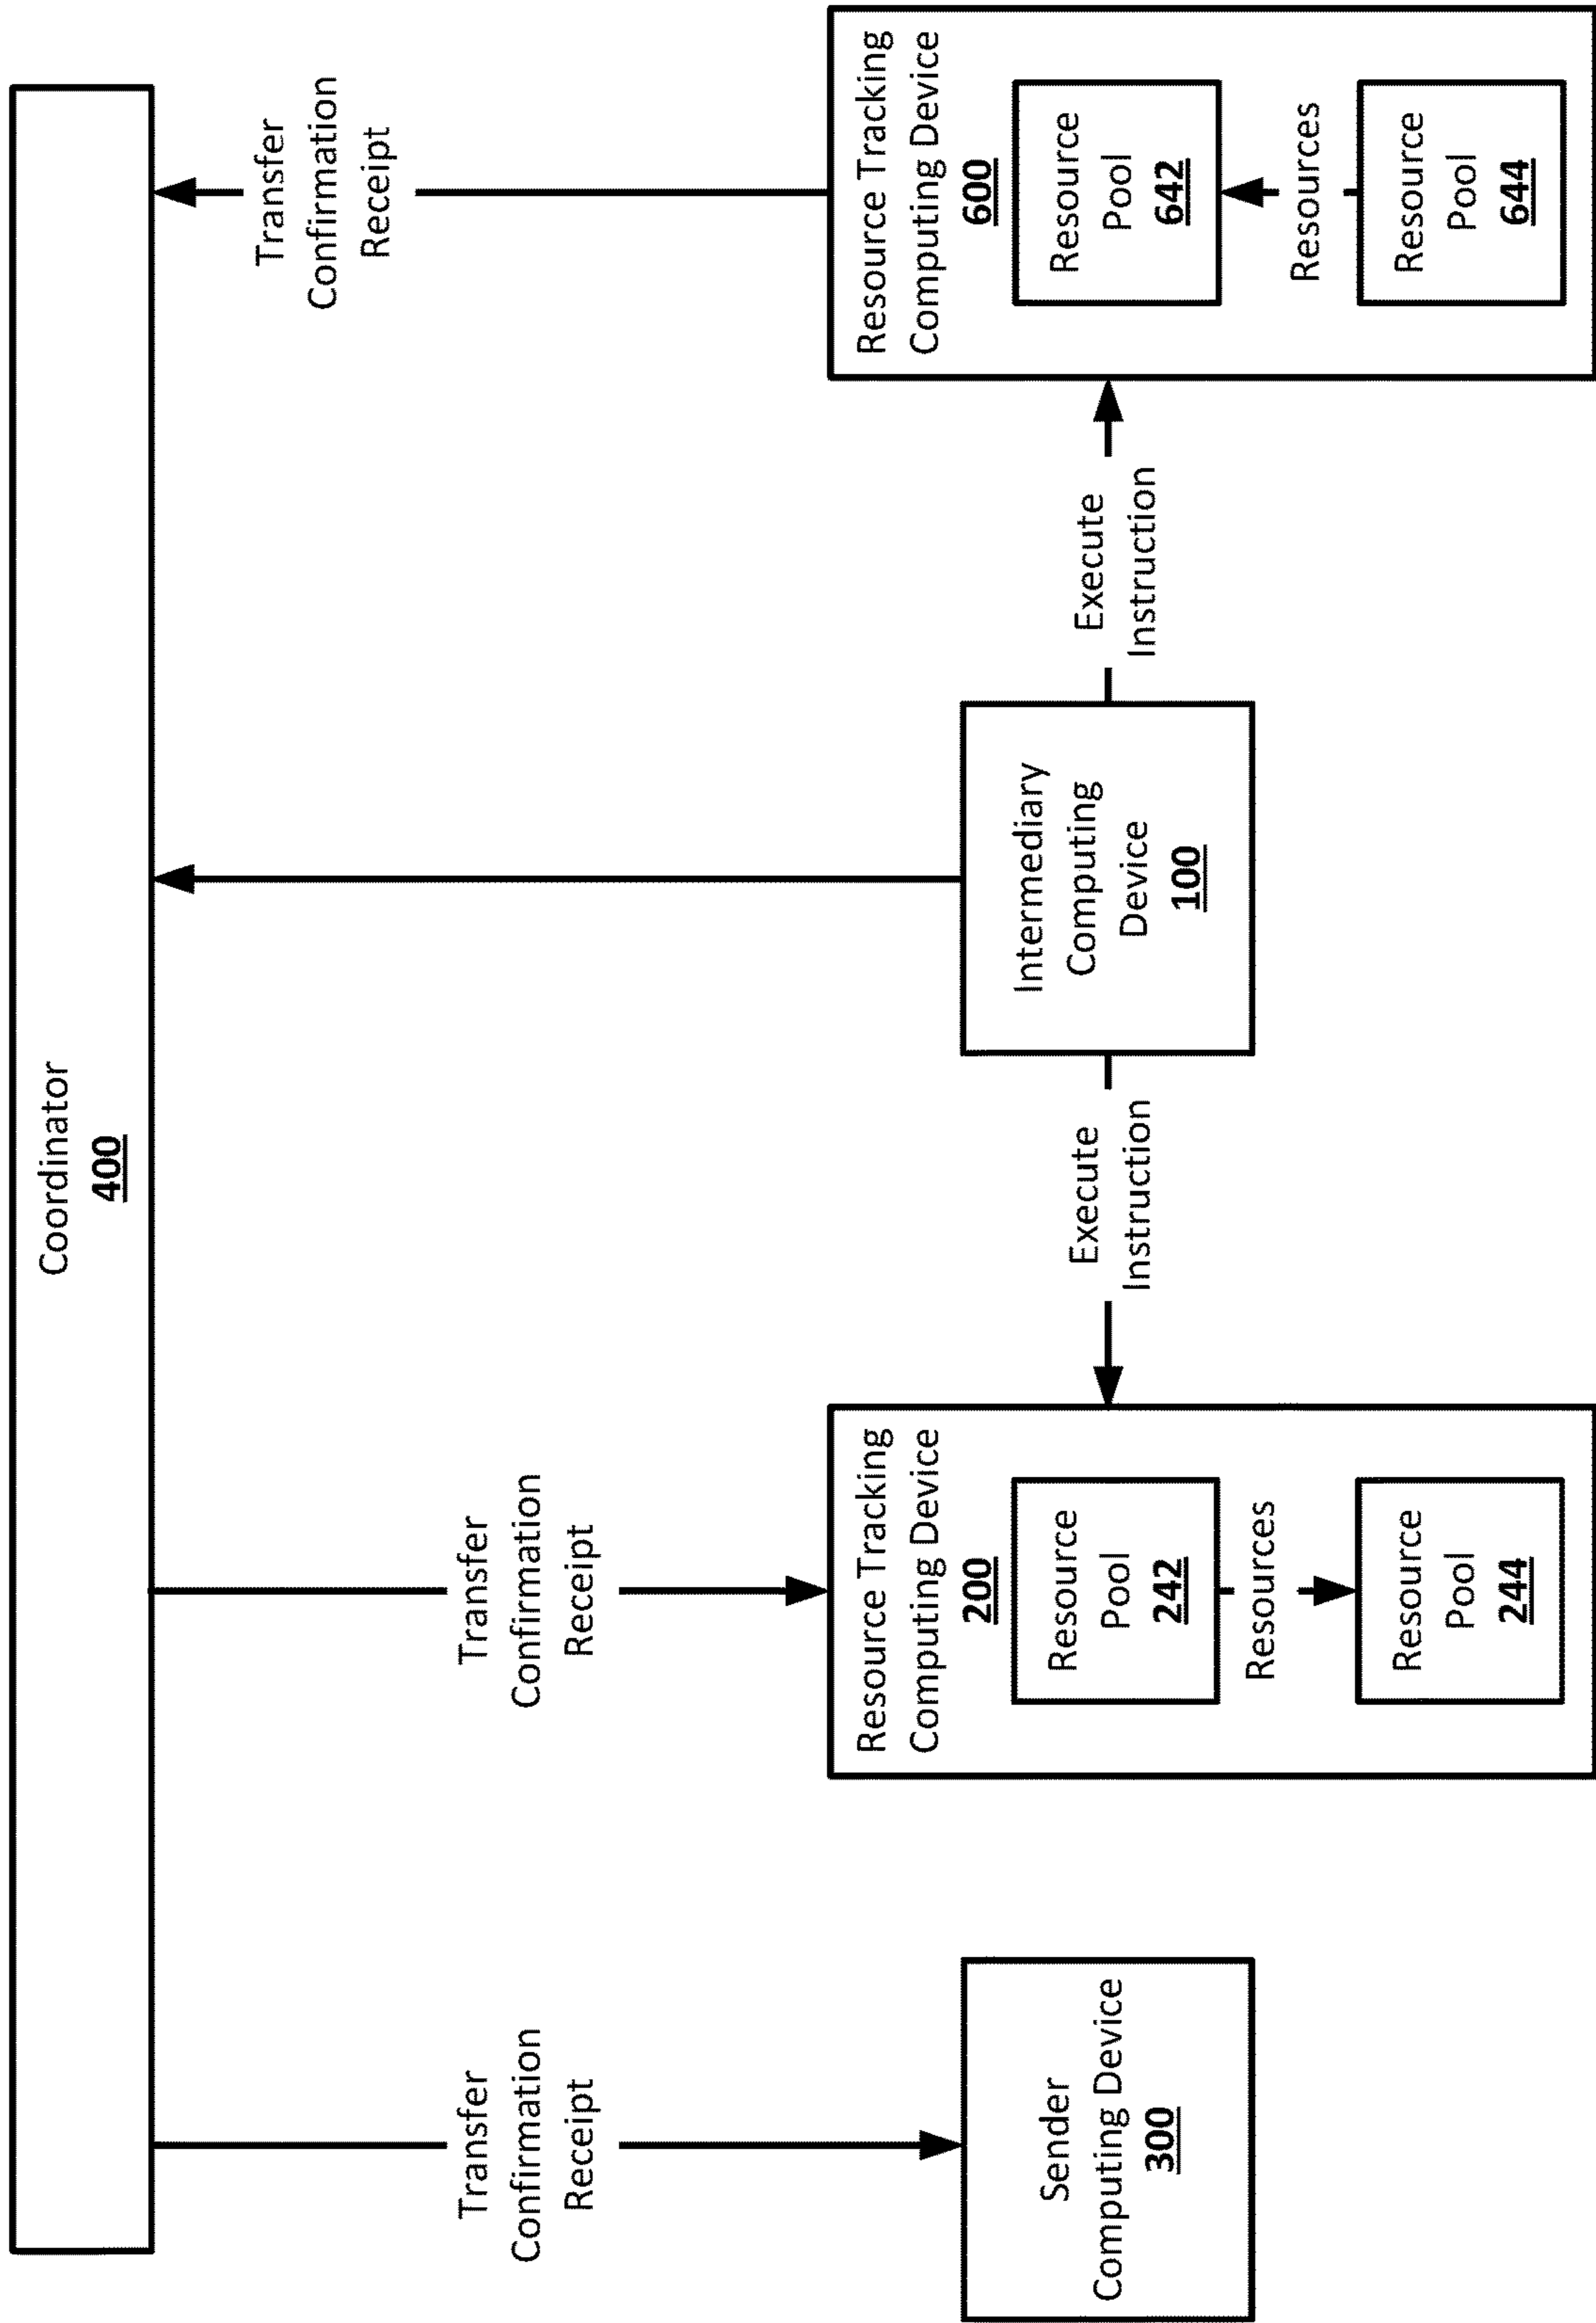 Coordinator
400
Transfer
Confirmation
Receipt
Transfer
Confirmation
Receipt
Transfer
Confirmation
Receipt
Sender
Computing Device
300
Resource Tracking
Computing Device
200
Resource
Pool
242
Resources
Resource
Pool
244
Execute
Instruction
Intermediary
Computing
Device
100
Execute
Instruction
Resource Tracking
Computing Device
600
Resource
Pool
642
Resources
Resource
Pool
644